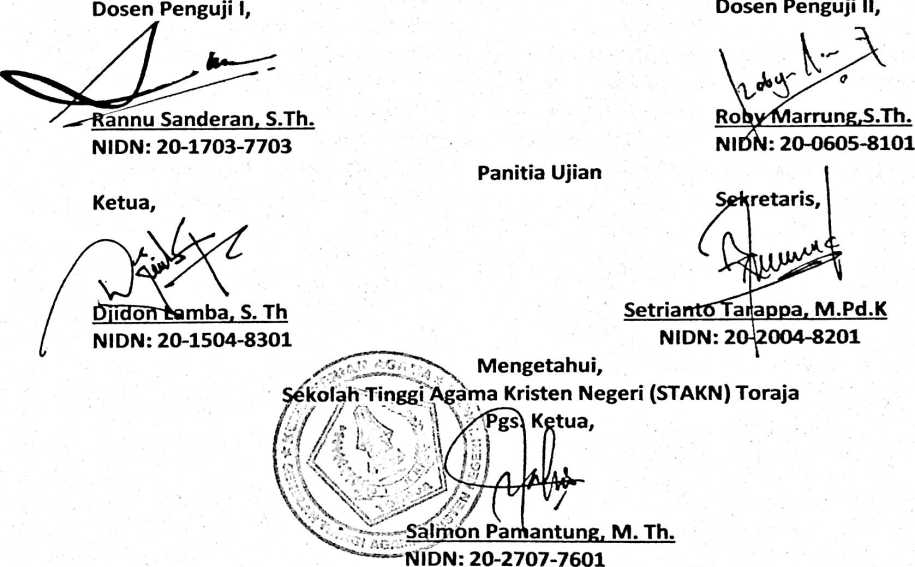 Dosen Penguji I,
Dosen Penguji II,
Rannu Sanderan, S.Th.
NIDN: 20-1703-7703
Roby Marrung,S.Th.
NIDN: 20-0605-8101
Panitia Ujian
Ketua,
Sekretaris,
Djidon Lamba, S. Th
NIDN: 20-1504-8301
Setrianto Tarappa, M.Pd.K
NIDN: 20-2004-8201
Mengetahui,
Sekolah Tinggi Agama Kristen Negeri (STAKN) Toraja
Pgs. Ketua,
Salmon Pamantung, M. Th.
NIDN: 20-2707-7601